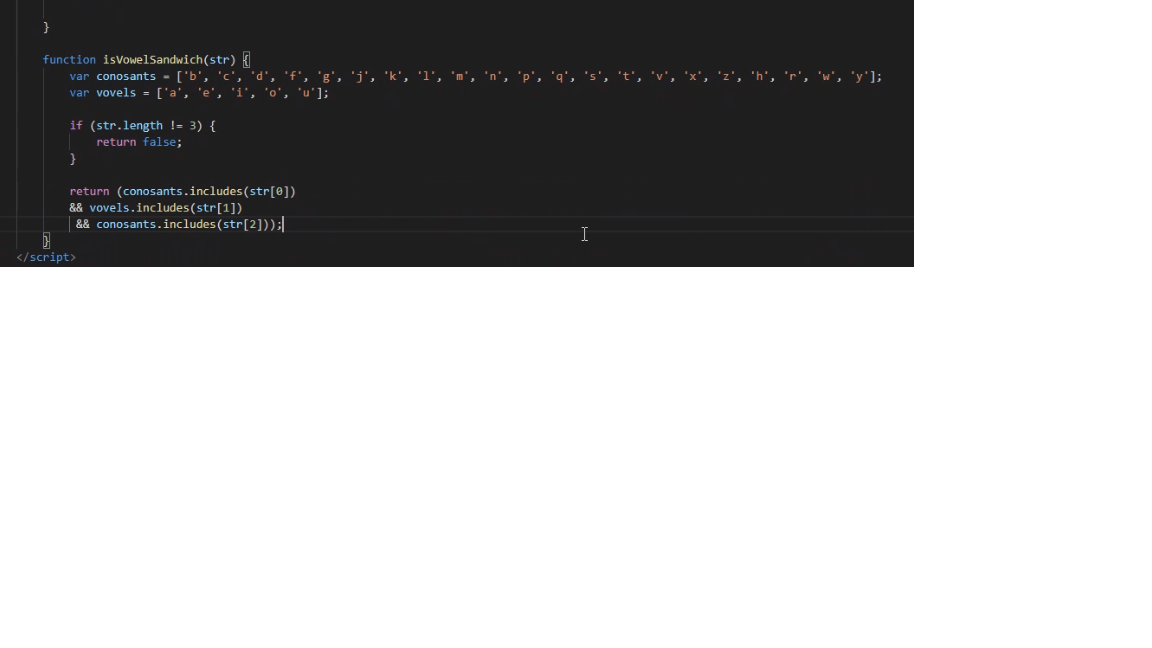 }
function isVowelSandwich(str) {
var conosants = ['b', 'c', 'd', 'f', 'g', 'j', 'k', 'l', 'm', 'n', 'p', 'q', 's', 't', 'v', 'x', 'z', 'h', 'r', 'w', 'y'];
var vovels = ['a', 'e', 'i', 'o', 'u'];
if (str.length != 3) {
return false;
}
return (conosants.includes(str[0])
&& vovels.includes(str[1])
&& conosants.includes(str[2]));
}
</script>